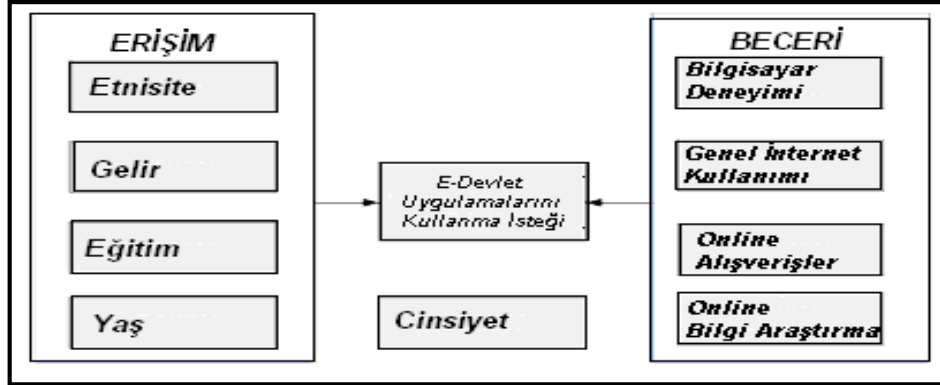 ERİŞİM
Etnisite
Gelir
Eğitim
Yaş
E-Devlet
Uygulamalarını
Kullanma İsteği
Cinsiyet
BECERİ
Bilgisayar
Deneyimi
Genel İnternet
Kullanımı
Online
Alışverişler
Online
Bilgi Araştırma